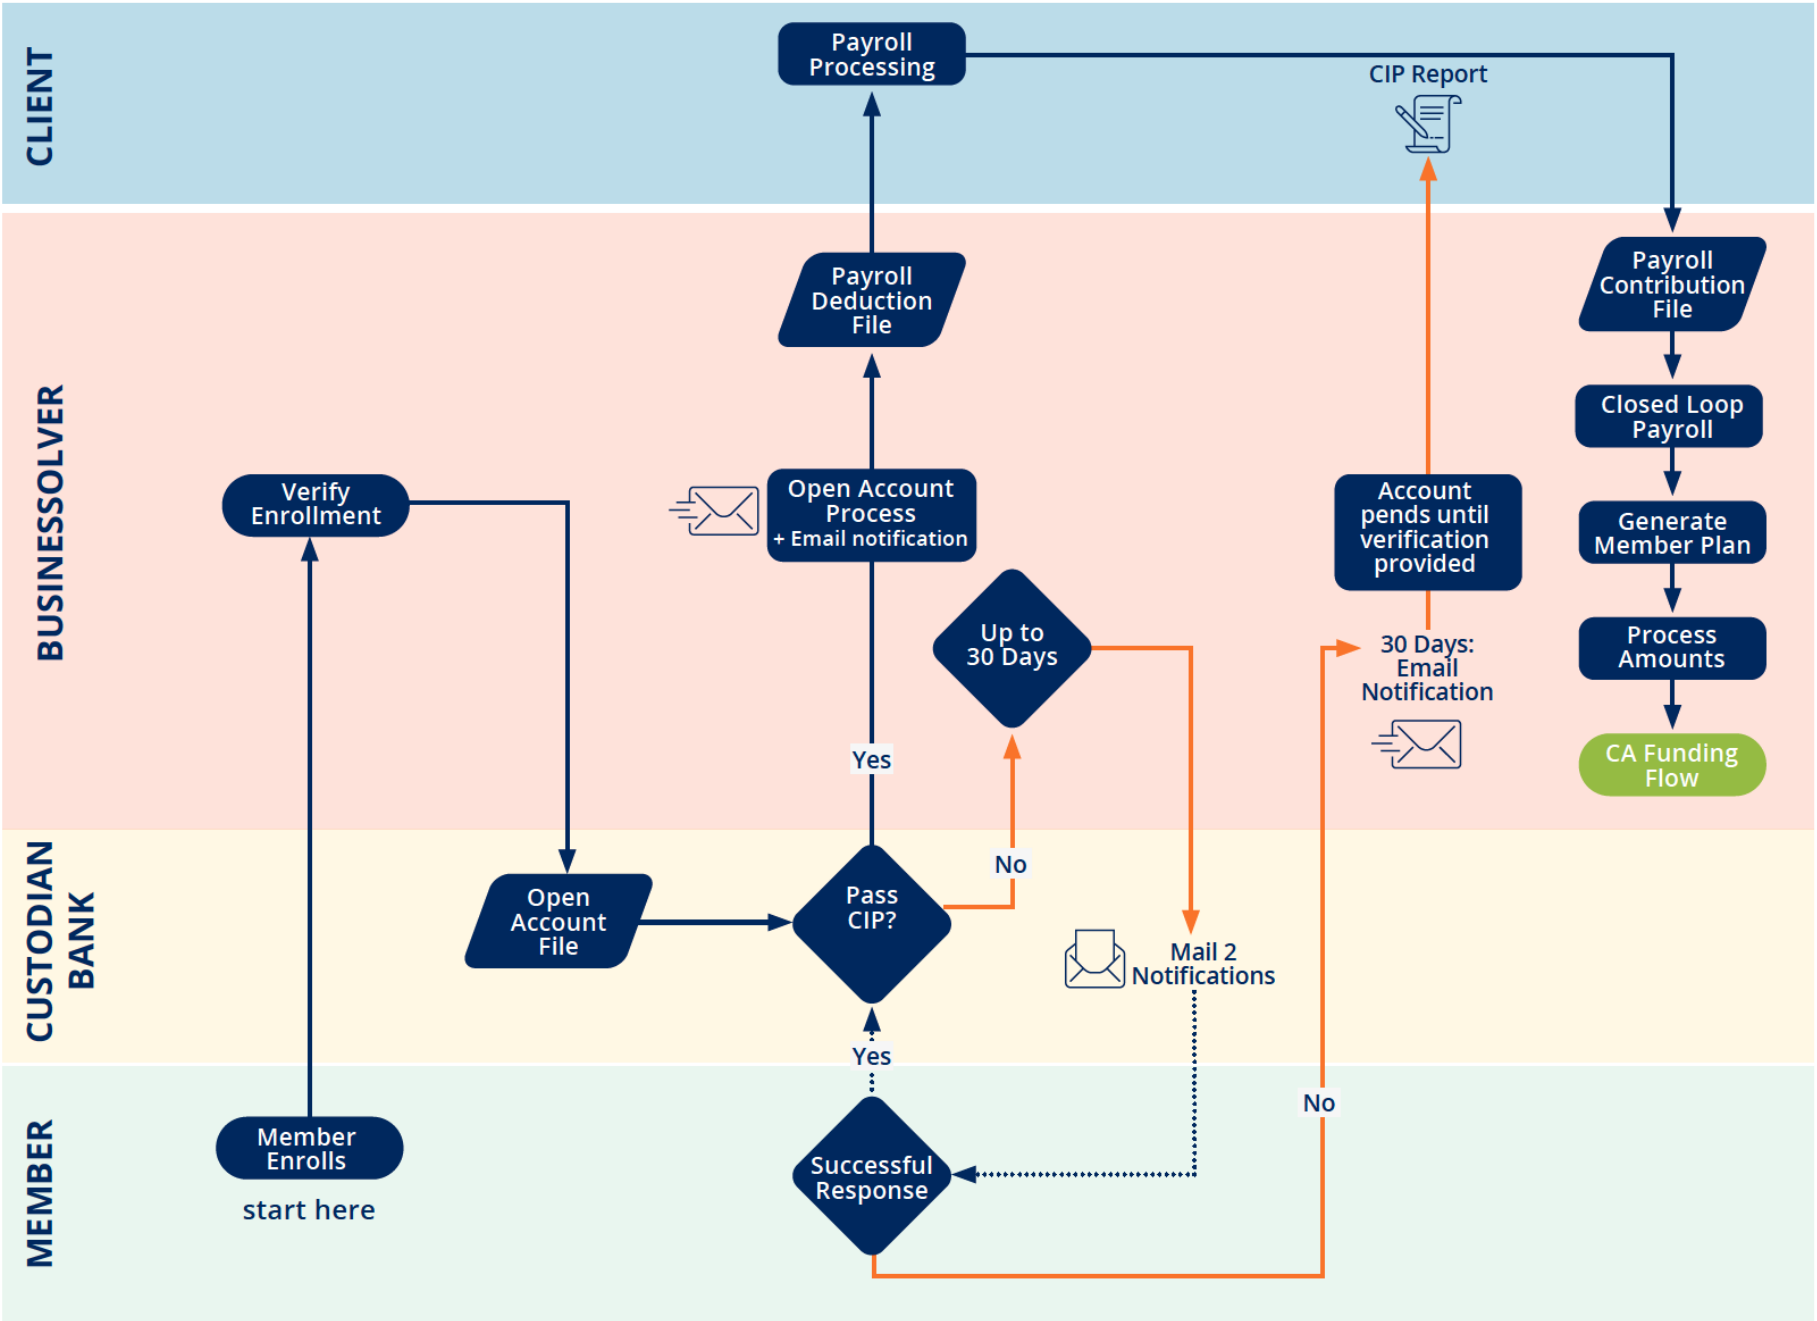 CLIENT
Payroll
Processing
CIP Report
BUSINESSOLVER
Payroll
Deduction
File
Payroll
Contribution
File
Closed Loop
Payroll
Verify
Enrollment
Open Account
Process
+ Email notification
Account
pends until
verification
provided
Generate
Member Plan
Up to
30 Days
30 Days:
Email
Notification
Process
Amounts
Yes
CA Funding
Flow
CUSTODIAN
BANK
No
Open
Account
File
Pass
CIP?
Mail 2
Notifications
Yes
MEMBER
No
Member
Enrolls
start here
Successful
Response